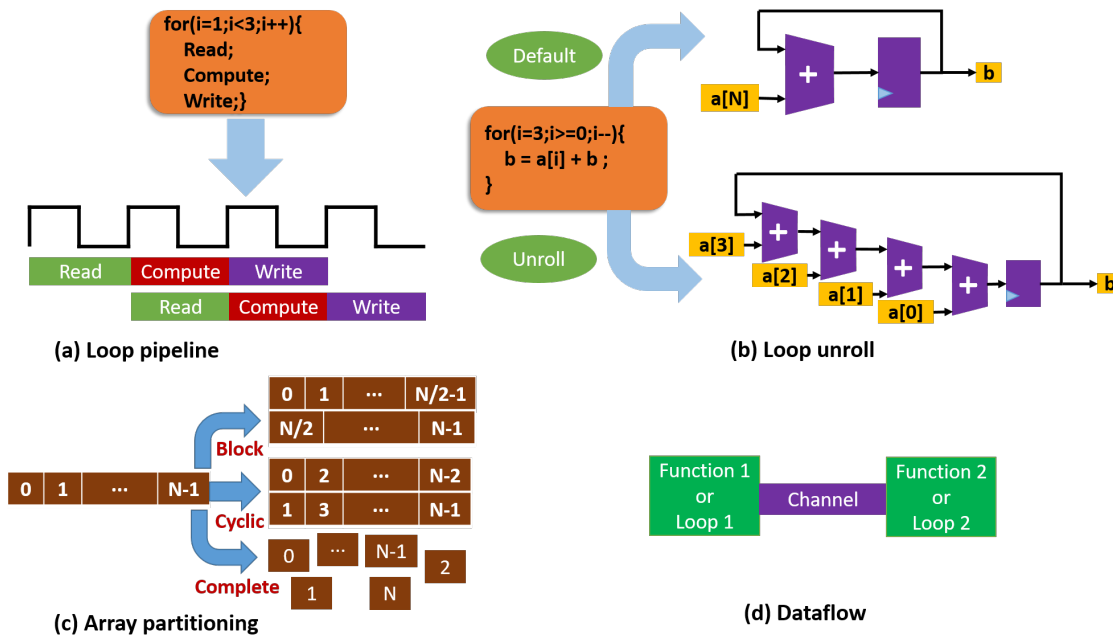 for(i=1;i<3;i++){
Read;
Compute;
Write;}
Read Compute Write
Read Compute Write
(a) Loop pipeline
Default
for(i=3;i>=0;i--){
b = a[i] + b ;
}
Unroll
+
a[N]
b
+
+
+
+
a[3]
a[2]
a[1]
a[0]
b
(b) Loop unroll
0 1 ... N-1
Block
0 1 ... N/2-1
N/2 ... N-1
Cyclic
0 2 ... N-2
1 3 ... N-1
Complete
0 ... N-1 2
1 N
(c) Array partitioning
Function 1
or
Loop 1
Channel
Function 2
or
Loop 2
(d) Dataflow